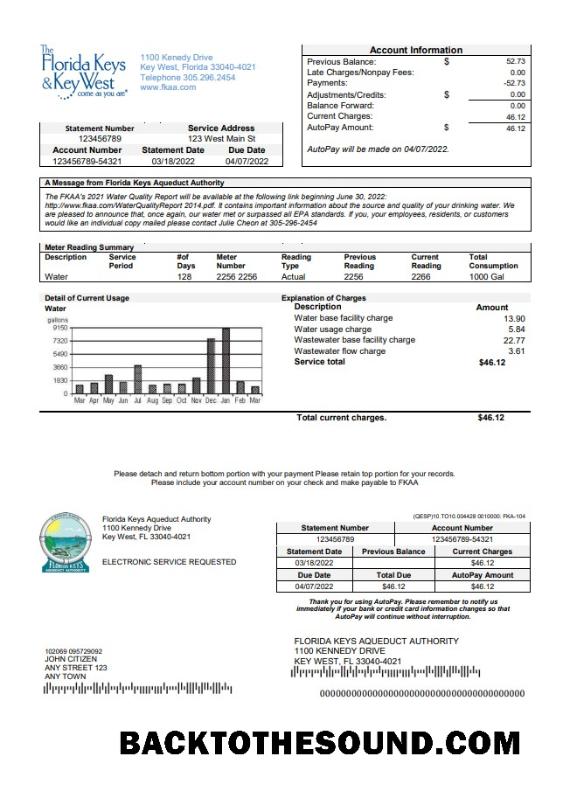 The
Florida Keys
& Key West
come as you are®
1100 Kenedy Drive
Key West, Florida 33040-4021
Telephone 305.296.2454
www.fkaa.com
Account Information
Previous Balance: $ 52.73
Late Charges/Nonpay Fees: 0.00
Payments: -52.73
Adjustments/Credits: $ 0.00
Balance Forward: 0.00
Current Charges: 46.12
AutoPay Amount: $ 46.12
AutoPay will be made on 04/07/2022.
Statement Number Service Address
123456789 123 West Main St
Account Number Statement Date Due Date
123456789-54321 03/18/2022 04/07/2022
A Message from Florida Keys Aqueduct Authority
The FKAA's 2021 Water Quality Report will be available at the following link beginning June 30, 2022:
http://www.fkaa.com/WaterQualityReport 2014.pdf. It contains important information about the source and quality of your drinking water. We
are pleased to announce that, once again, our water met or surpassed all EPA standards. If you, your employees, residents, or customers
would like an individual copy mailed please contact Julie Cheon at 305-296-2454
Meter Reading Summary
Description Service Period #of Days Meter Number Reading Type Previous Reading Current Reading Total Consumption
Water 128 2256 2256 Actual 2256 2266 1000 Gal
Detail of Current Usage
Water
gallons
9150
7320
5490
3660
1830
0
Mar Apr May Jun Jul Aug Sep Oct Nov Dec Jan Feb Mar
Explanation of Charges
Description Amount
Water base facility charge 13.90
Water usage charge 5.84
Wastewater base facility charge 22.77
Wastewater flow charge 3.61
Service total $46.12
Total current charges. $46.12
Please detach and return bottom portion with your payment Please retain top portion for your records.
Please include your account number on your check and make payable to FKAA
FLORIDA KEYS
AQUEDUCT AUTHORITY
Florida Keys Aqueduct Authority
1100 Kennedy Drive
Key West, FL 33040-4021
ELECTRONIC SERVICE REQUESTED
(QESP)10 TO10.004428 0010000: FKA-104
Statement Number Account Number
123456789 123456789-54321
Statement Date Previous Balance Current Charges
03/18/2022 $46.12
Due Date Total Due AutoPay Amount
04/07/2022 $46.12 $46.12
Thank you for using AutoPay. Please remember to notify us
immediately if your bank or credit card information changes so that
AutoPay will continue without interruption.
102069 095729092
JOHN CITIZEN
ANY STREET 123
ANY TOWN
FLORIDA KEYS AQUEDUCT AUTHORITY
1100 KENNEDY DRIVE
KEY WEST, FL 33040-4021
0000000000000000000000000000000000000000
BACKTOTHESOUND.COM